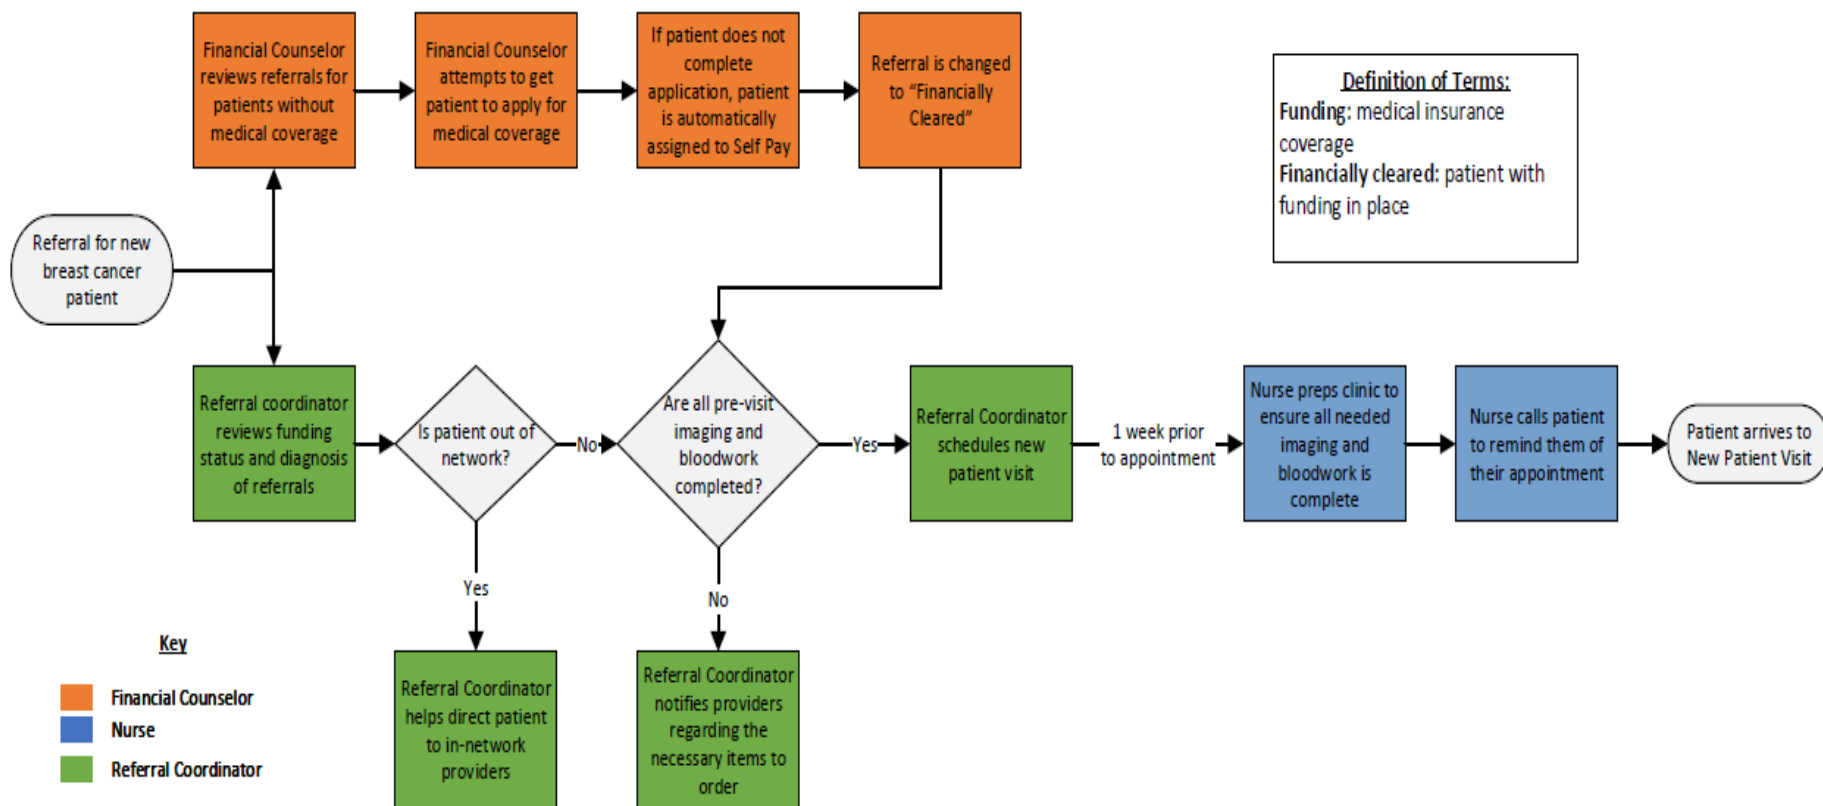 Financial Counselor
reviews referrals for
patients without
medical coverage
Financial Counselor
attempts to get
patient to apply for
medical coverage
If patient does not
complete
application, patient
is automatically
assigned to Self Pay
Referral is changed
to “Financially
Cleared”
Definition of Terms:
Funding: medical insurance
coverage
Financially cleared: patient with
funding in place
Referral for new
breast cancer
patient
Referral coordinator
reviews funding
status and diagnosis
of referrals
Is patient out of
network?
No
Are all pre-visit
imaging and
bloodwork
completed?
Yes
Referral Coordinator
schedules new
patient visit
1 week prior
to appointment
Nurse preps clinic to
ensure all needed
imaging and
bloodwork is
complete
Nurse calls patient
to remind them of
their appointment
Patient arrives to
New Patient Visit
Yes
No
Referral Coordinator
helps direct patient
to in-network
providers
Referral Coordinator
notifies providers
regarding the
necessary items to
order
Key
Financial Counselor
Nurse
Referral Coordinator